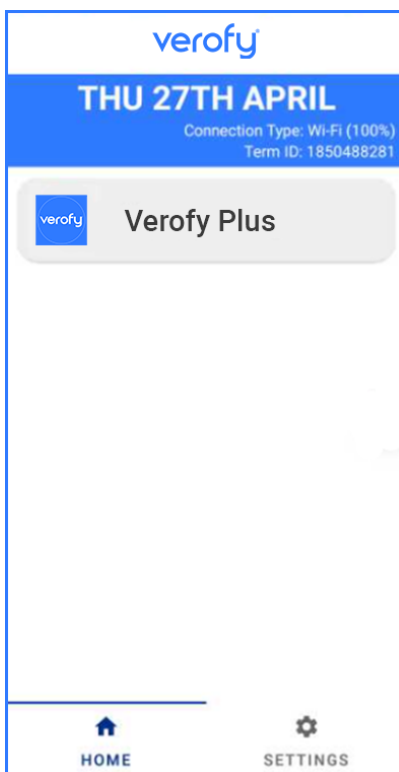 verofy
THU 27TH APRIL
Connection Type: Wi-Fi (100%)
Term ID: 1850488281
verofy
Verofy Plus
HOME
SETTINGS